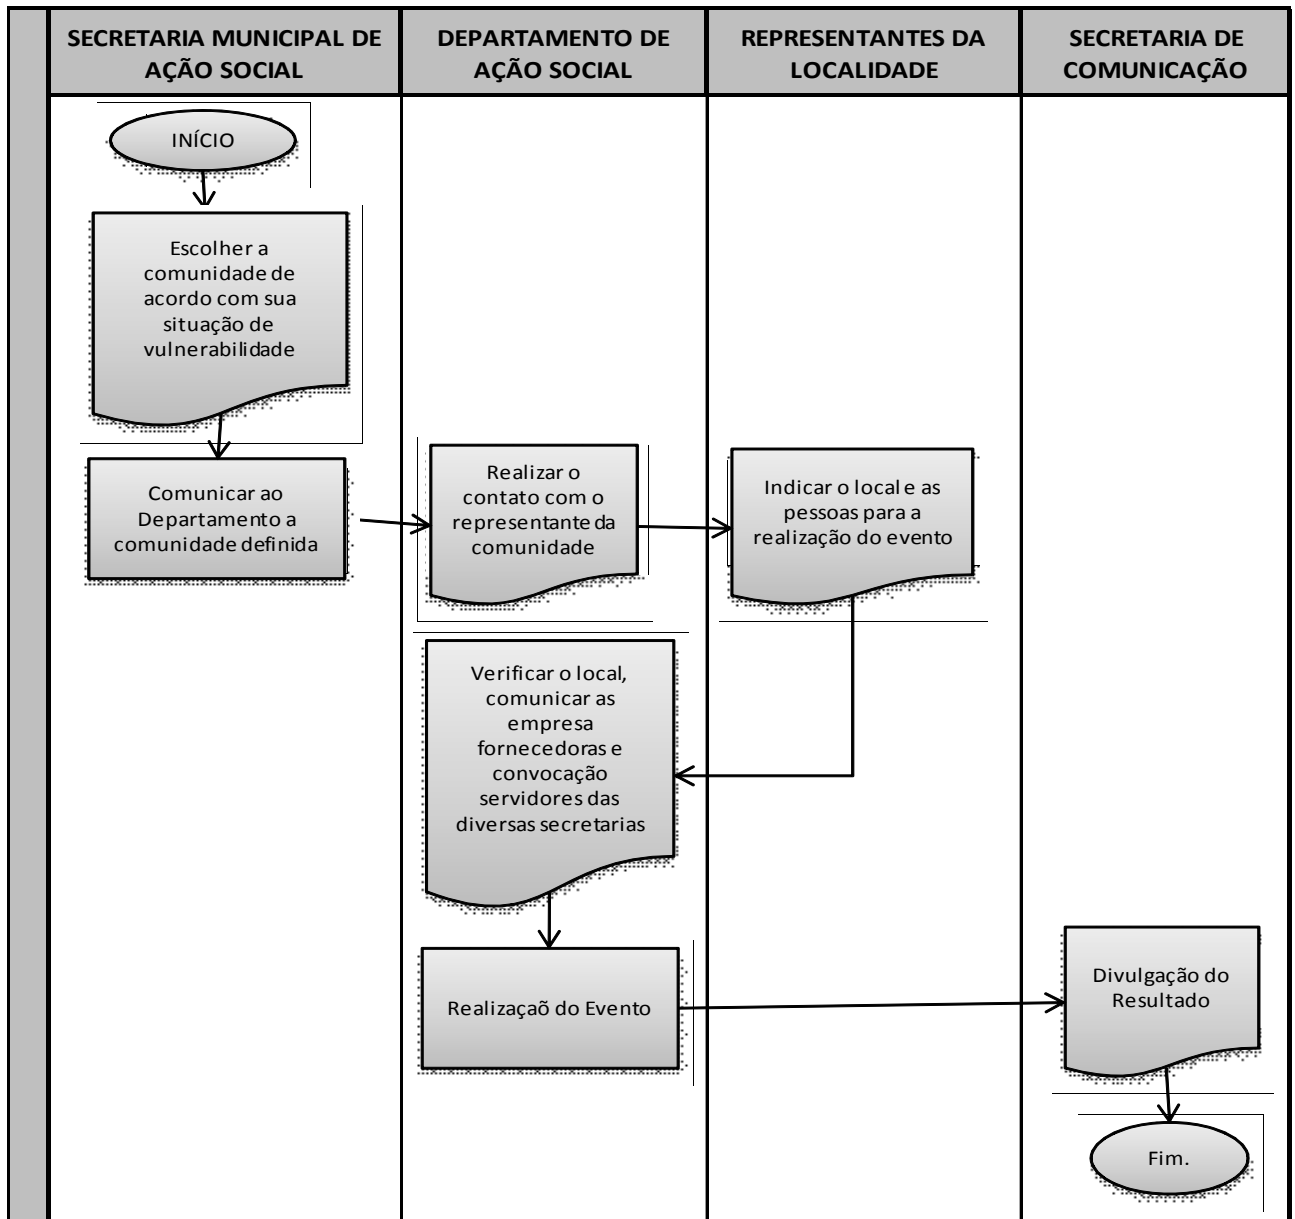 SECRETARIA MUNICIPAL DE
AÇÃO SOCIAL
DEPARTAMENTO DE
AÇÃO SOCIAL
REPRESENTANTES DA
LOCALIDADE
SECRETARIA DE
COMUNICAÇÃO
INÍCIO
Escolher a
comunidade de
acordo com sua
situação de
vulnerabilidade
Comunicar ao
Departamento a
comunidade definida
Realizar o
contato com o
representante da
comunidade
Indicar o local e as
pessoas para a
realização do evento
Verificar o local,
comunicar as
empresa
fornecedoras e
convocação
servidores das
diversas secretarias
Realizaçaõ do Evento
Divulgação do
Resultado
Fim.